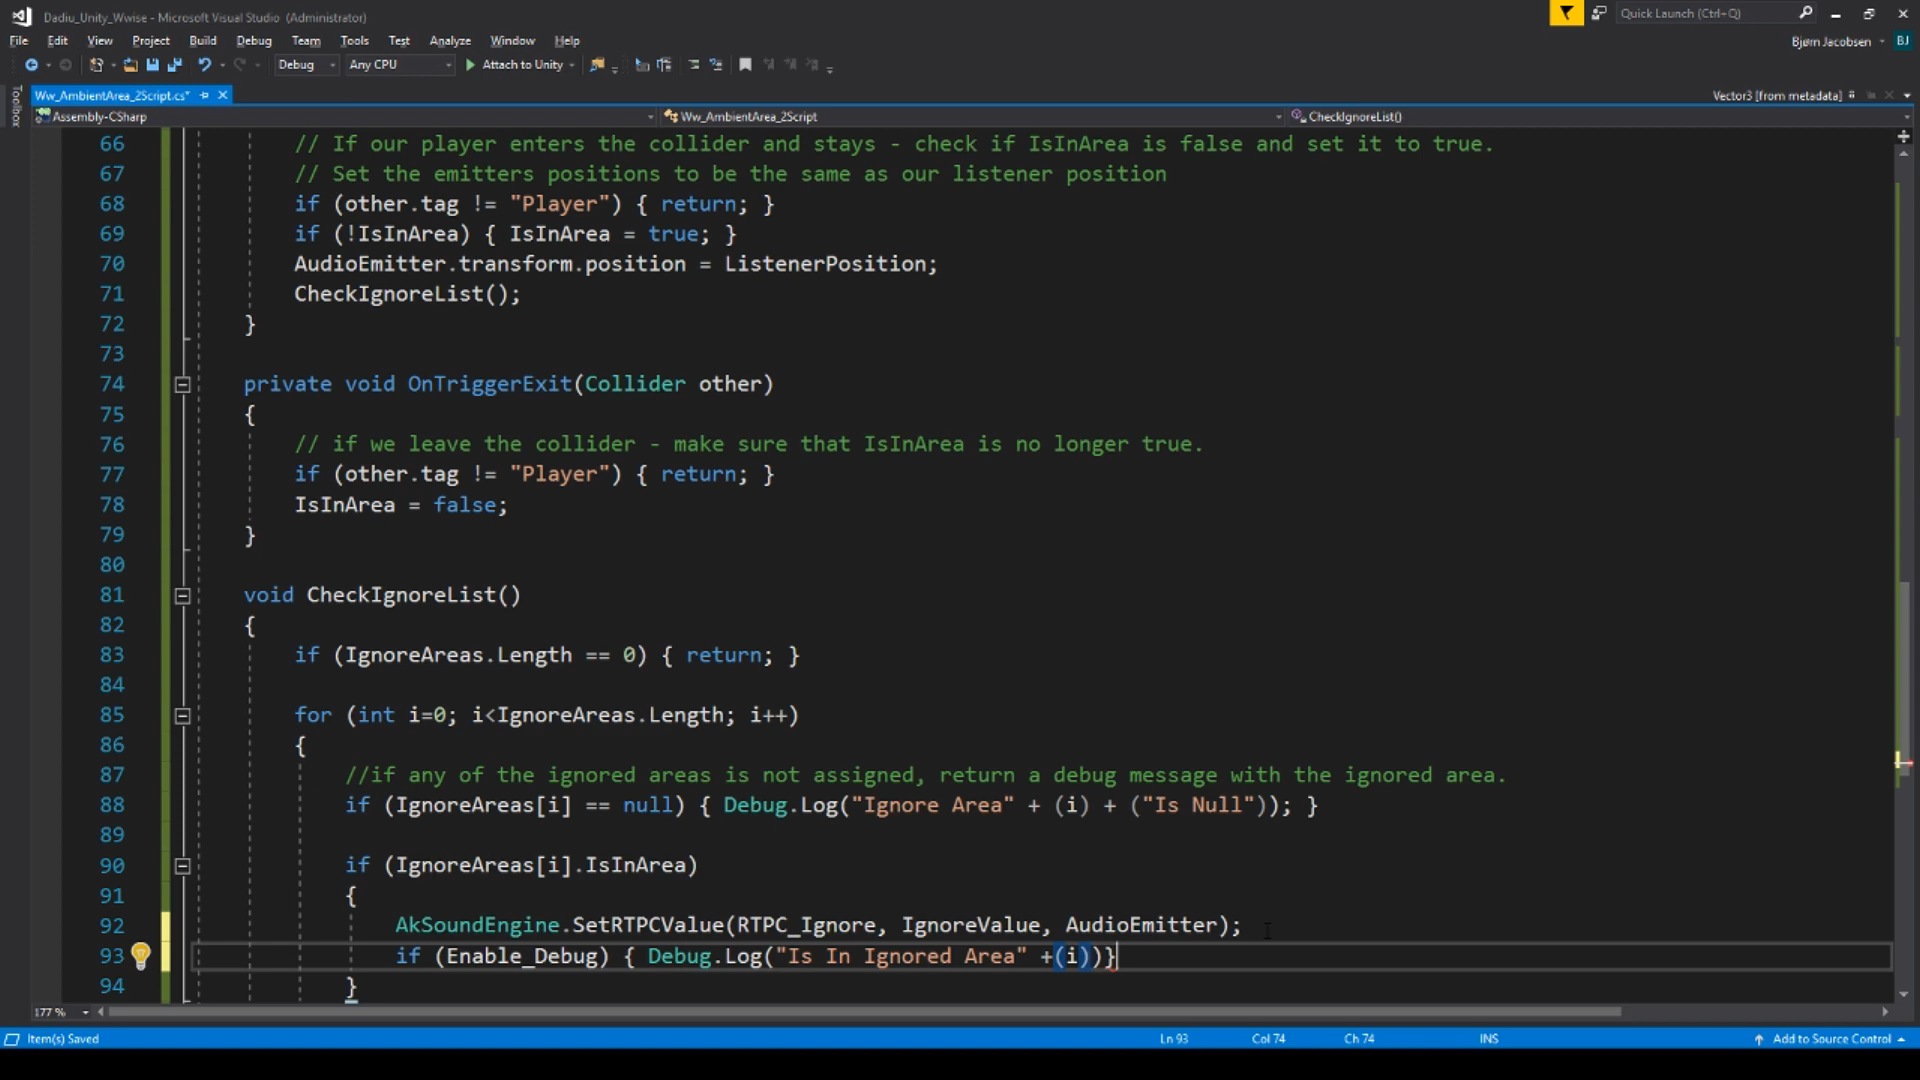 Dadiu_Unity_Wwise - Microsoft Visual Studio (Administrator)
Quick Launch (Ctrl+Q)
File Edit View Project Build Debug Team Tools Test Analyze Window Help
Bjørn Jacobsen BJ
Debug Any CPU Attach to Unity
Toolbox
Ww_AmbientArea_2Script.cs*
Vector3 [from metadata]
Assembly-CSharp
Ww_AmbientArea_2Script
CheckIgnoreList()
66 // If our player enters the collider and stays - check if IsInArea is false and set it to true.
67 // Set the emitters positions to be the same as our listener position
68 if (other.tag != "Player") { return; }
69 if (!IsInArea) { IsInArea = true; }
70 AudioEmitter.transform.position = ListenerPosition;
71 CheckIgnoreList();
72 }
73
74 private void OnTriggerExit(Collider other)
75 {
76 // if we leave the collider - make sure that IsInArea is no longer true.
77 if (other.tag != "Player") { return; }
78 IsInArea = false;
79 }
80
81 void CheckIgnoreList()
82 {
83 if (IgnoreAreas.Length == 0) { return; }
84
85 for (int i=0; i<IgnoreAreas.Length; i++)
86 {
87 //if any of the ignored areas is not assigned, return a debug message with the ignored area.
88 if (IgnoreAreas[i] == null) { Debug.Log("Ignore Area" + (i) + ("Is Null")); }
89
90 if (IgnoreAreas[i].IsInArea)
91 {
92 AkSoundEngine.SetRTPCValue(RTPC_Ignore, IgnoreValue, AudioEmitter);
93 if (Enable_Debug) { Debug.Log("Is In Ignored Area" +(i))}
94 }
177 %
Item(s) Saved Ln 93 Col 74 Ch 74 INS Add to Source Control